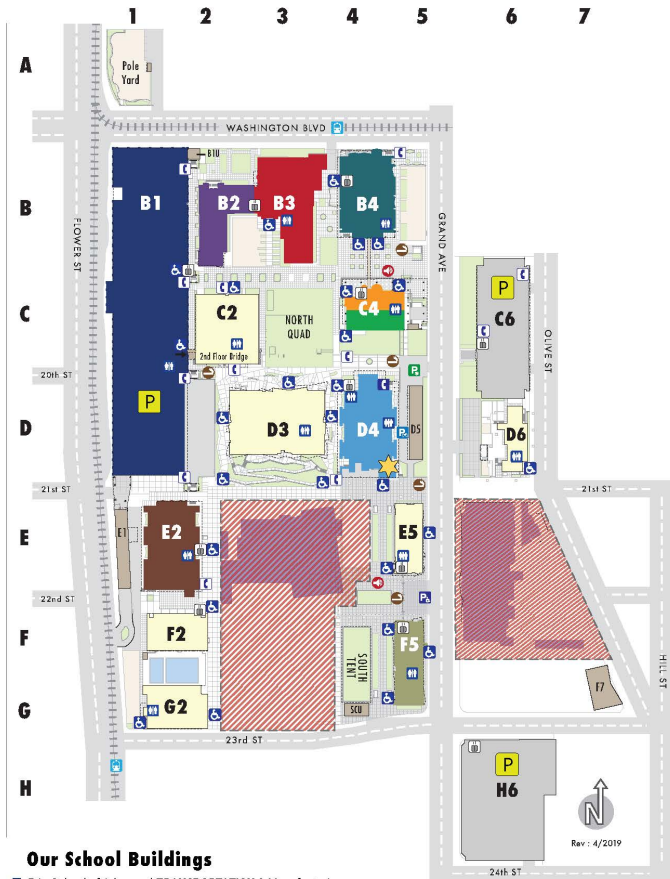 1 2 3 4 5 6 7
A
Pole
Yard
WASHINGTON BLVD
B1U
B
B1
B2
B3
B4
FLOWER ST
GRAND AVE
C
C2
NORTH
QUAD
C4
P
C6
OLIVE ST
2nd Floor Bridge
20th ST
P
P
D
D3
D4
D5
P
D6
21st ST
21st ST
E
E1
E2
E5
22nd ST
P
F
F2
F5
SOUTH
TENT
HILL ST
F7
G
G2
SCU
23rd ST
P
H
H6
N
Rev : 4/2019
24th ST
Our School Buildings